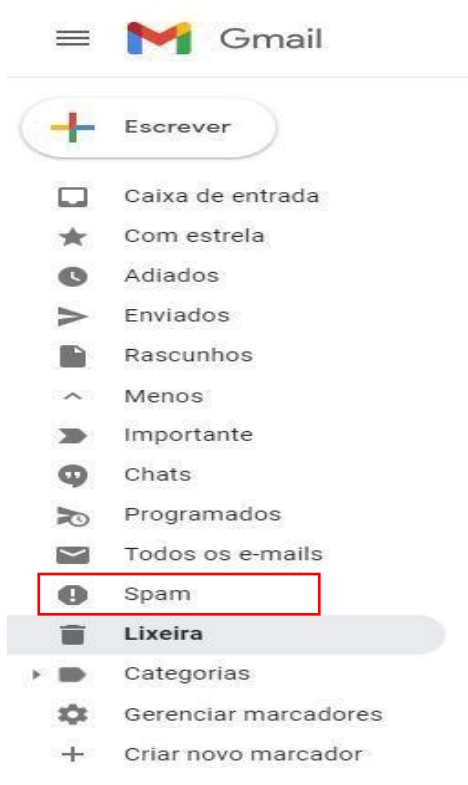 Gmail
Escrever
Caixa de entrada
Com estrela
Adiados
Enviados
Rascunhos
Menos
Importante
Chats
Programados
Todos os e-mails
Spam
Lixeira
Categorias
Gerenciar marcadores
Criar novo marcador